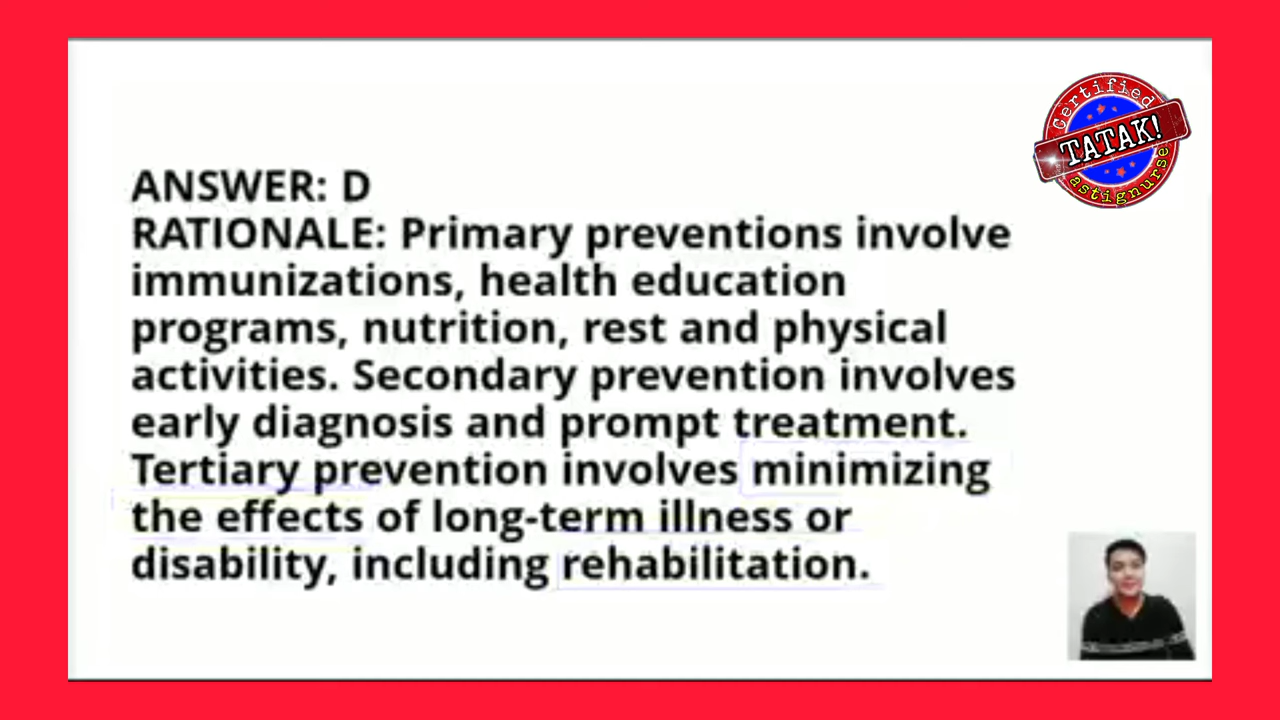 Certified
TATAK!
astignurse
ANSWER: D
RATIONALE: Primary preventions involve
immunizations, health education
programs, nutrition, rest and physical
activities. Secondary prevention involves
early diagnosis and prompt treatment.
Tertiary prevention involves minimizing
the effects of long-term illness or
disability, including rehabilitation.